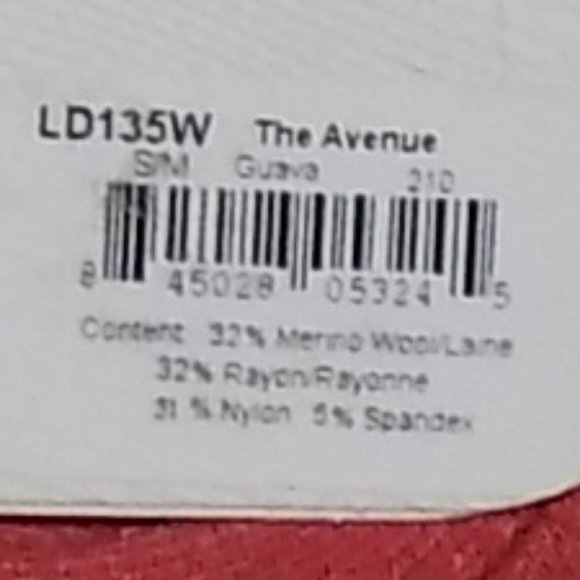 LD135W The Avenue
S/M Guava 210
8 45028 05324 5
Content 32% Merino Wool/Laine
32% Rayon/Rayonne
31 % Nylon 5% Spandex